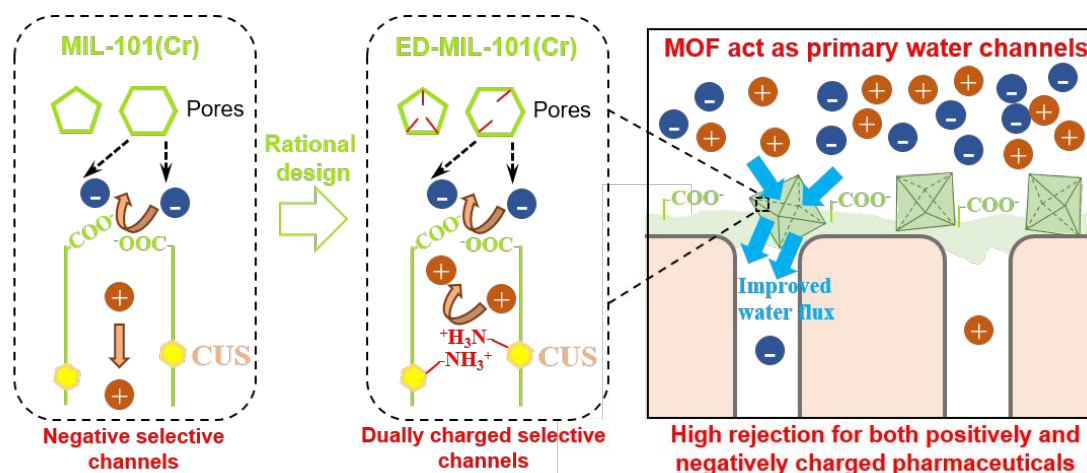 MIL-101(Cr)
Pores
-
-
COO-
-OOC
+
+
CUS
Negative selective
channels
Rational
design
ED-MIL-101(Cr)
Pores
-
-
COO-
-OOC
+
+
+H3N
NH3+
CUS
Dually charged selective
channels
MOF act as primary water channels
COO-
COO-
COO-
Improved
water flux
-
+
High rejection for both positively and
negatively charged pharmaceuticals